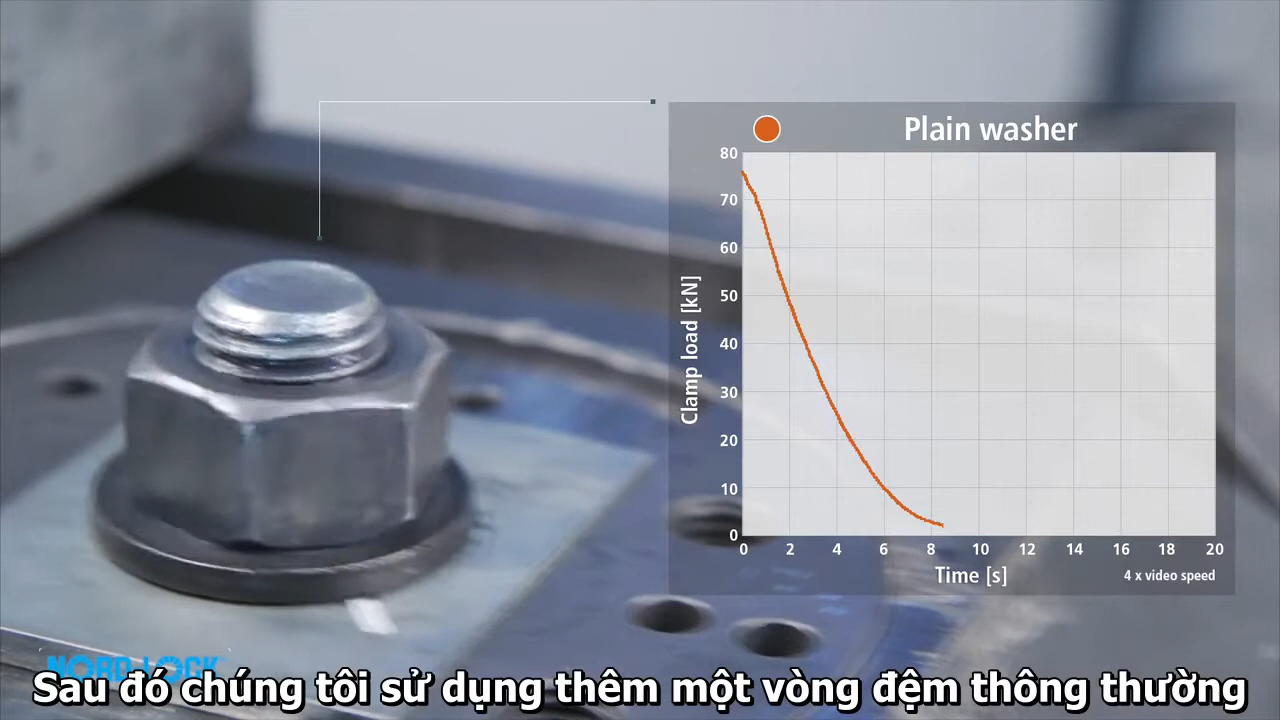 Plain washer
80
70
60
50
40
30
20
10
0
Clamp load [kN]
0 2 4 6 8 10 12 14 16 18 20
Time [s]
4 x video speed
NORD-LOCK
Sau đó chúng tôi sử dụng thêm một vòng đệm thông thường